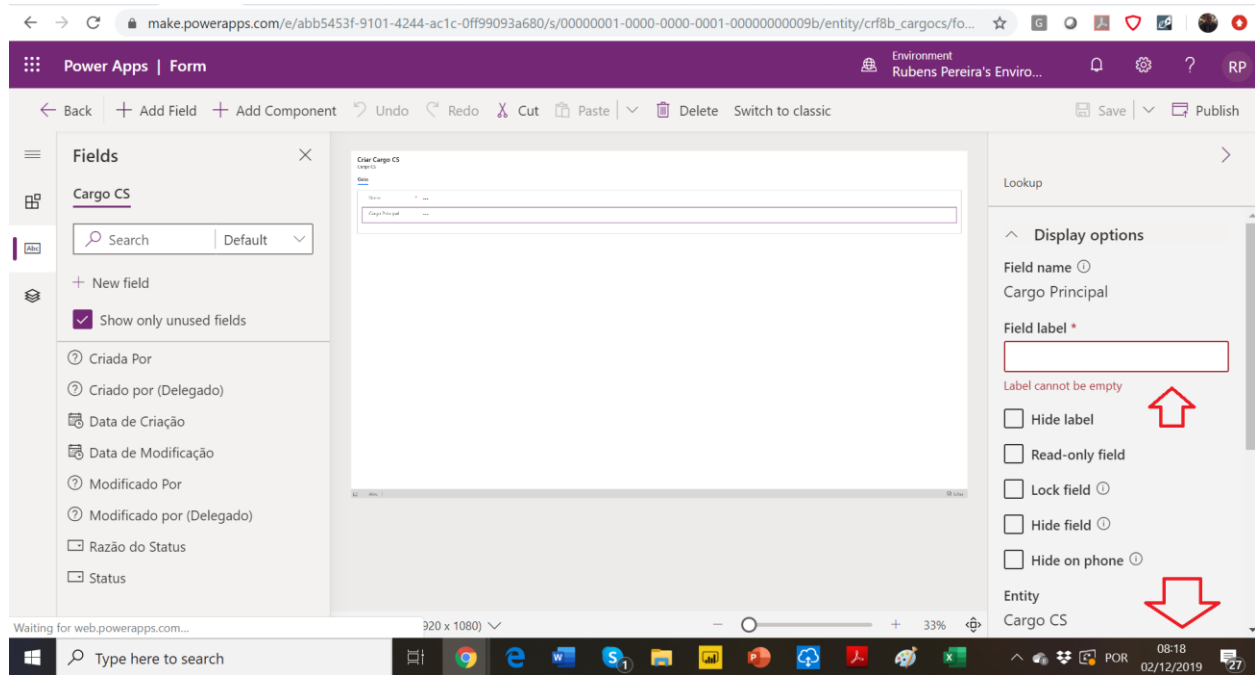 make.powerapps.com/e/abb5453f-9101-4244-ac1c-0ff99093a680/s/00000001-0000-0000-0001-00000000009b/entity/crf8b_cargocs/fo...
Power Apps | Form
Environment
Rubens Pereira's Enviro...
RP
Back
Add Field
Add Component
Undo
Redo
Cut
Paste
Delete
Switch to classic
Save
Publish
Fields
Cargo CS
Search
Default
New field
Show only unused fields
Criada Por
Criado por (Delegado)
Data de Criação
Data de Modificação
Modificado Por
Modificado por (Delegado)
Razão do Status
Status
Criar Cargo CS
Cargo CS
Nome * ---
Cargo Principal ---
Lookup
Display options
Field name
Cargo Principal
Field label *
Label cannot be empty
Hide label
Read-only field
Lock field
Hide field
Hide on phone
Entity
Cargo CS
Waiting for web.powerapps.com...
920 x 1080)
33%
Type here to search
POR
08:18
02/12/2019
27